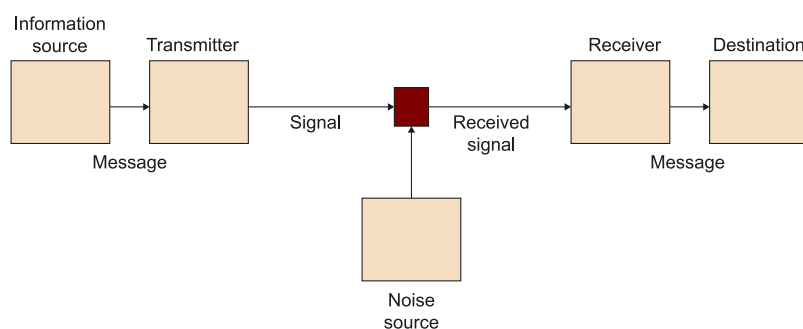 Information
source
Transmitter
Receiver
Destination
Signal
Received
signal
Message
Message
Noise
source